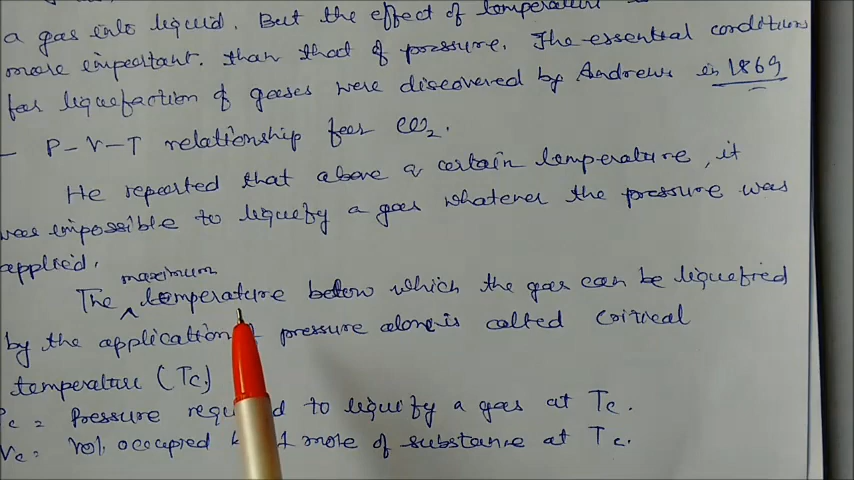 a gas into liquid. But the effect of temperature
more important. than that of pressure. The essential conditions
for liquefaction of gases were discovered by Andrews in 1869
- P-V-T relationship for CO2.
He reported that above a certain temperature, it
was impossible to liquefy a gas whatever the pressure was
applied.
maximum
The ^ temperature below which the gas can be liquefied
by the application pressure alone is called critical
temperature (Tc)
Pc = Pressure required to liquify a gas at Tc.
Vc = Vol. occupied 1 mole of substance at Tc.